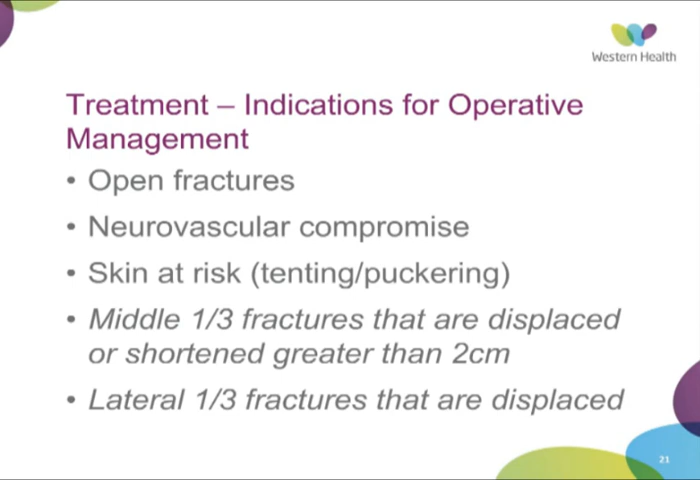 Western Health
Treatment – Indications for Operative
Management
• Open fractures
• Neurovascular compromise
• Skin at risk (tenting/puckering)
• Middle 1/3 fractures that are displaced
or shortened greater than 2cm
• Lateral 1/3 fractures that are displaced
21